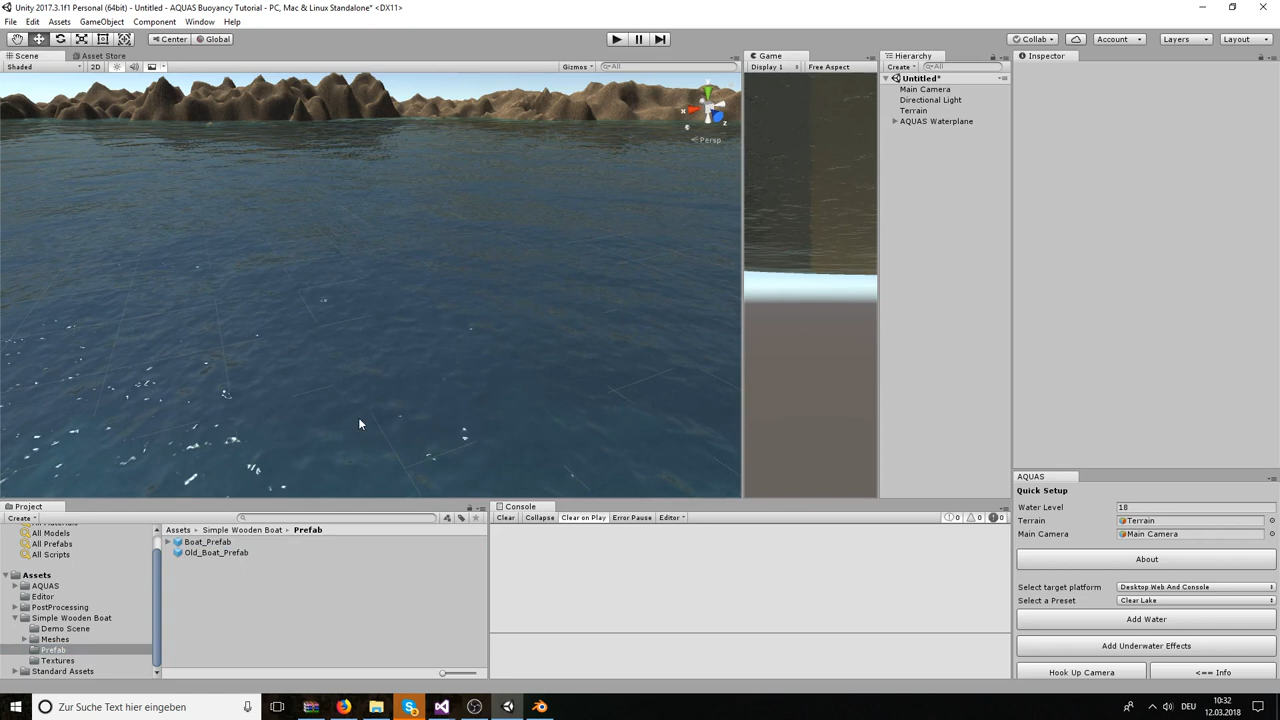 Unity 2017.3.1f1 Personal (64bit) - Untitled - AQUAS Buoyancy Tutorial - PC, Mac & Linux Standalone* <DX11>
File Edit Assets GameObject Component Window Help
Center Global Collab Account Layers Layout
Scene Asset Store Game Hierarchy Inspector
Shaded 2D Gizmos All Display 1 Free Aspect Create All
Untitled*
Main Camera
Directional Light
Terrain
AQUAS Waterplane
x z
Persp
AQUAS
Quick Setup
Water Level 18
Terrain Terrain
Main Camera Main Camera
About
Select target platform Desktop Web And Console
Select a Preset Clear Lake
Add Water
Add Underwater Effects
Hook Up Camera <== Info
Project
Create
All Models
All Prefabs
All Scripts
Assets
AQUAS
Editor
PostProcessing
Simple Wooden Boat
Demo Scene
Meshes
Prefab
Textures
Standard Assets
Assets Simple Wooden Boat Prefab
Boat_Prefab
Old_Boat_Prefab
Console
Clear Collapse Clear on Play Error Pause Editor 0 0 0
Zur Suche Text hier eingeben
DEU
10:32
12.03.2018